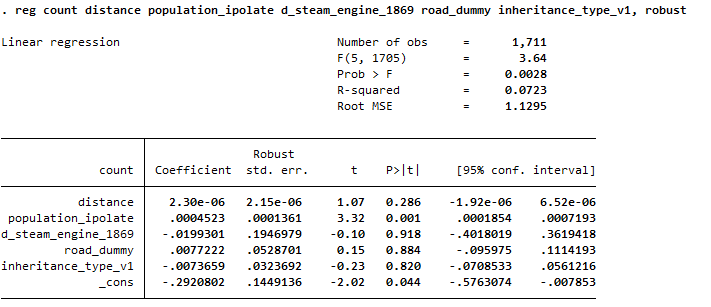 . reg count distance population_ipolate d_steam_engine_1869 road_dummy inheritance_type_v1, robust
Linear regression Number of obs = 1,711
F(5, 1705) = 3.64
Prob > F = 0.0028
R-squared = 0.0723
Root MSE = 1.1295
Robust
count Coefficient std. err. t P>|t| [95% conf. interval]
distance 2.30e-06 2.15e-06 1.07 0.286 -1.92e-06 6.52e-06
population_ipolate .0004523 .0001361 3.32 0.001 .0001854 .0007193
d_steam_engine_1869 -.0199301 .1946979 -0.10 0.918 -.4018019 .3619418
road_dummy .0077222 .0528701 0.15 0.884 -.095975 .1114193
inheritance_type_v1 -.0073659 .0323692 -0.23 0.820 -.0708533 .0561216
_cons -.2920802 .1449136 -2.02 0.044 -.5763074 -.007853